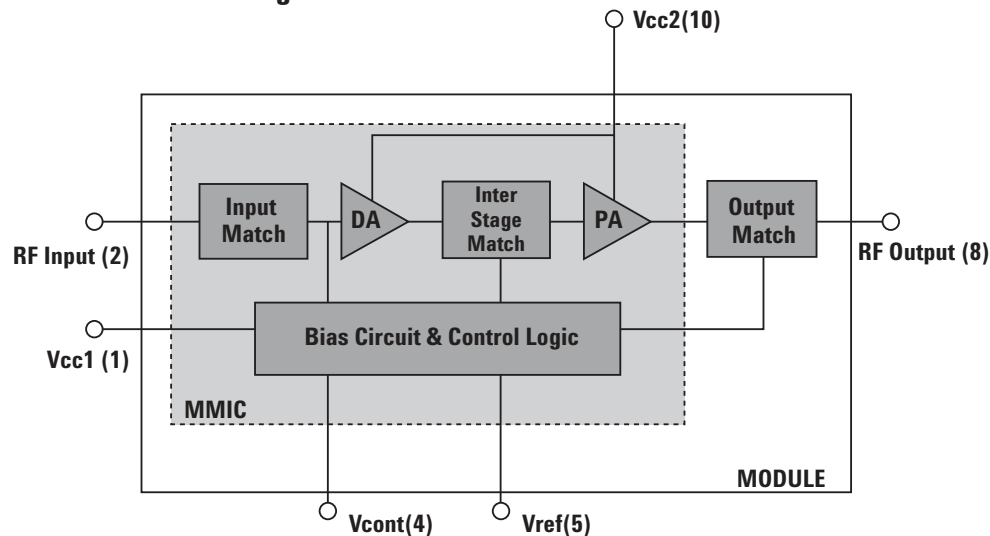 Vcc2(10)
Input
Match
DA
Inter
Stage
Match
PA
Output
Match
RF Input (2)
RF Output (8)
Bias Circuit & Control Logic
Vcc1 (1)
MMIC
MODULE
Vcont(4)
Vref(5)